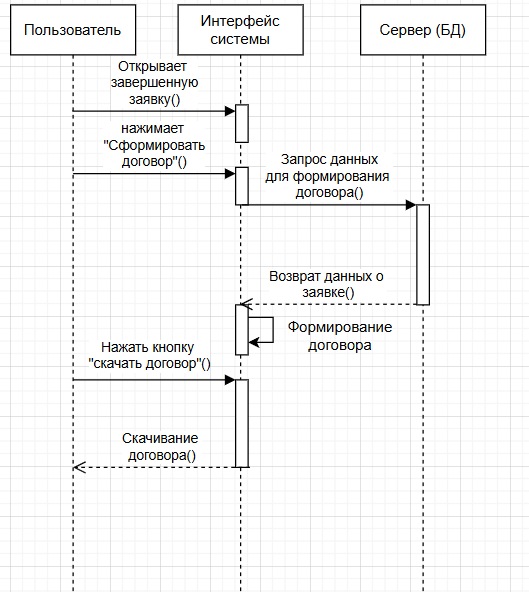 Пользователь
Интерфейс
системы
Сервер (БД)
Открывает
завершенную
заявку()
нажимает
"Сформировать
договор"()
Запрос данных
для формирования
договора()
Возврат данных о
заявке()
Формирование
договора
Нажать кнопку
"скачать договор"()
Скачивание
договора()